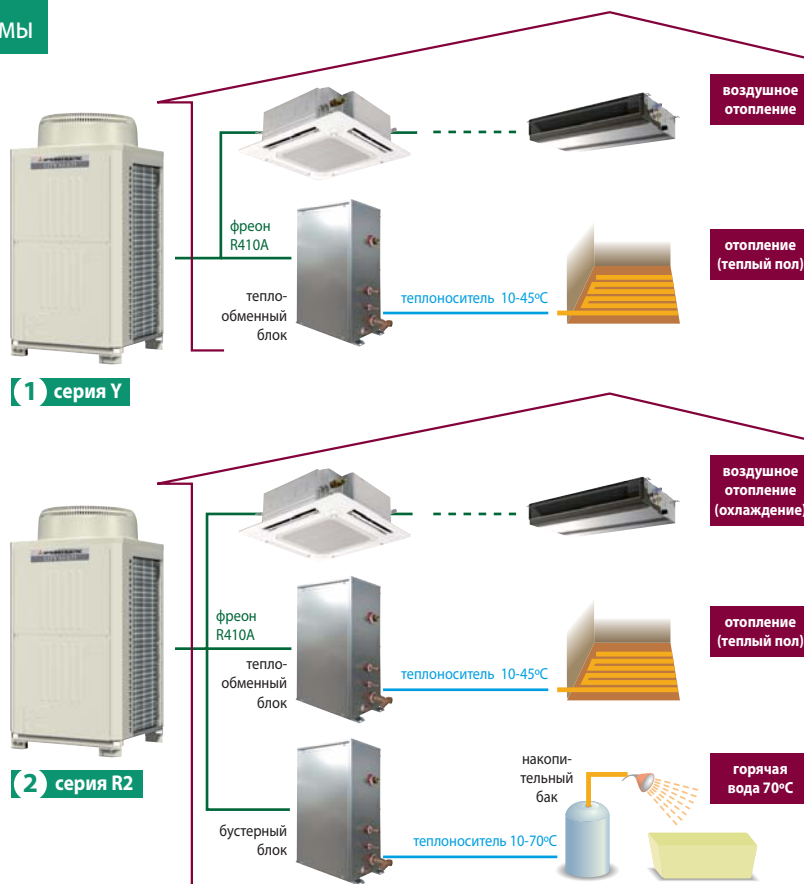 МЫ
воздушное
отопление
фреон
R410A
тепло-
обменный
блок
теплоноситель 10-45ºC
отопление
(теплый пол)
(1) серия Y
воздушное
отопление
(охлаждение)
фреон
R410A
тепло-
обменный
блок
теплоноситель 10-45ºC
отопление
(теплый пол)
(2) серия R2
бустерный
блок
теплоноситель 10-70ºC
накопи-
тельный
бак
горячая
вода 70ºC